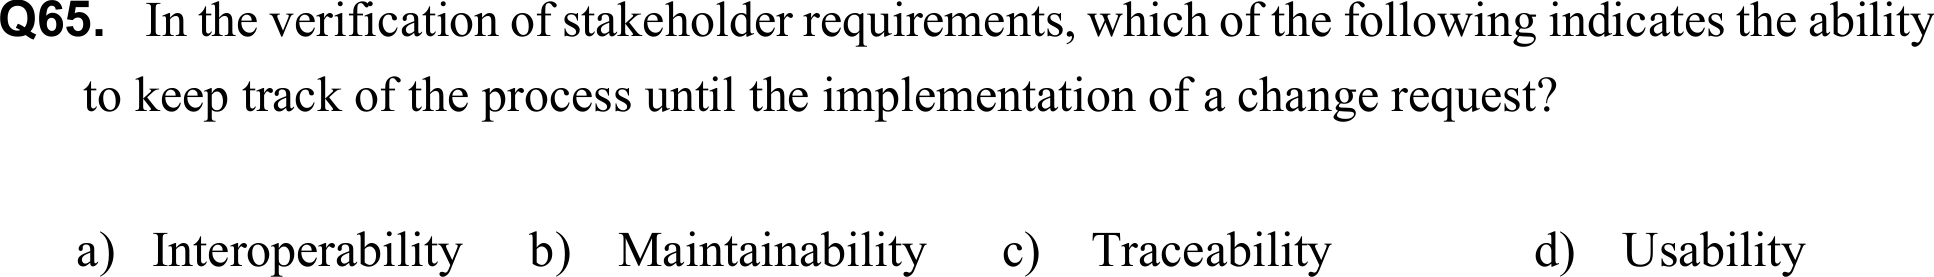 Q65. In the verification of stakeholder requirements, which of the following indicates the ability
to keep track of the process until the implementation of a change request?
a) Interoperability b) Maintainability c) Traceability d) Usability